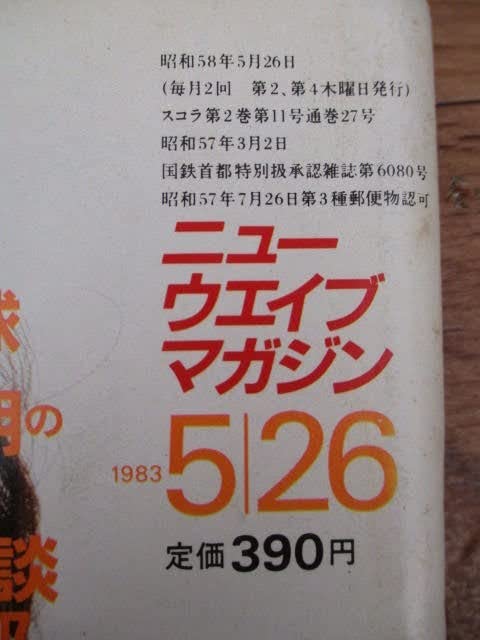 昭和58年5月26日
(毎月2回　第2、第4木曜日発行)
スコラ第2巻第11号通巻27号
昭和57年3月2日
国鉄首都特別扱承認雑誌第6080号
昭和57年7月26日第3種郵便物認可
ニュー
ウエイブ
マガジン
1983 5|26
定価390円
の
談